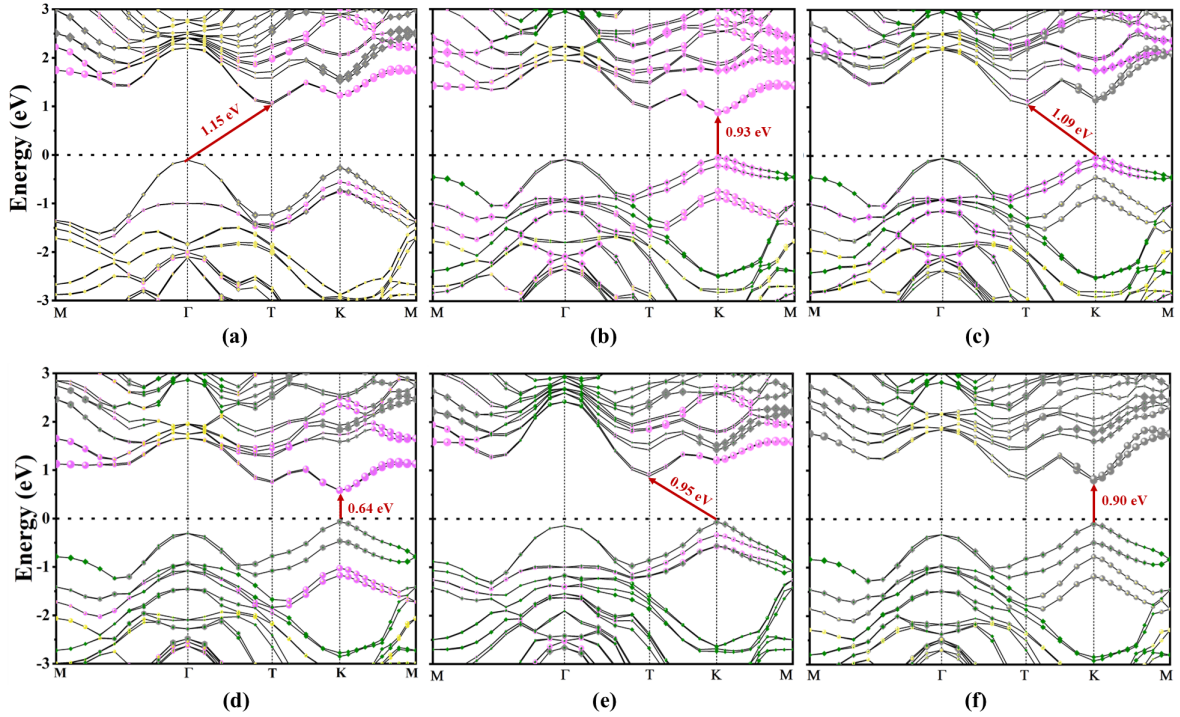 3
2
1
0
-1
-2
-3
Energy (eV)
1.15 eV
0.93 eV
1.09 eV
M Γ T K M
M Γ T K M
M Γ T K M
(a) (b) (c)
3
2
1
0
-1
-2
-3
Energy (eV)
0.64 eV
0.95 eV
0.90 eV
M Γ T K M
M Γ T K M
M Γ T K M
(d) (e) (f)